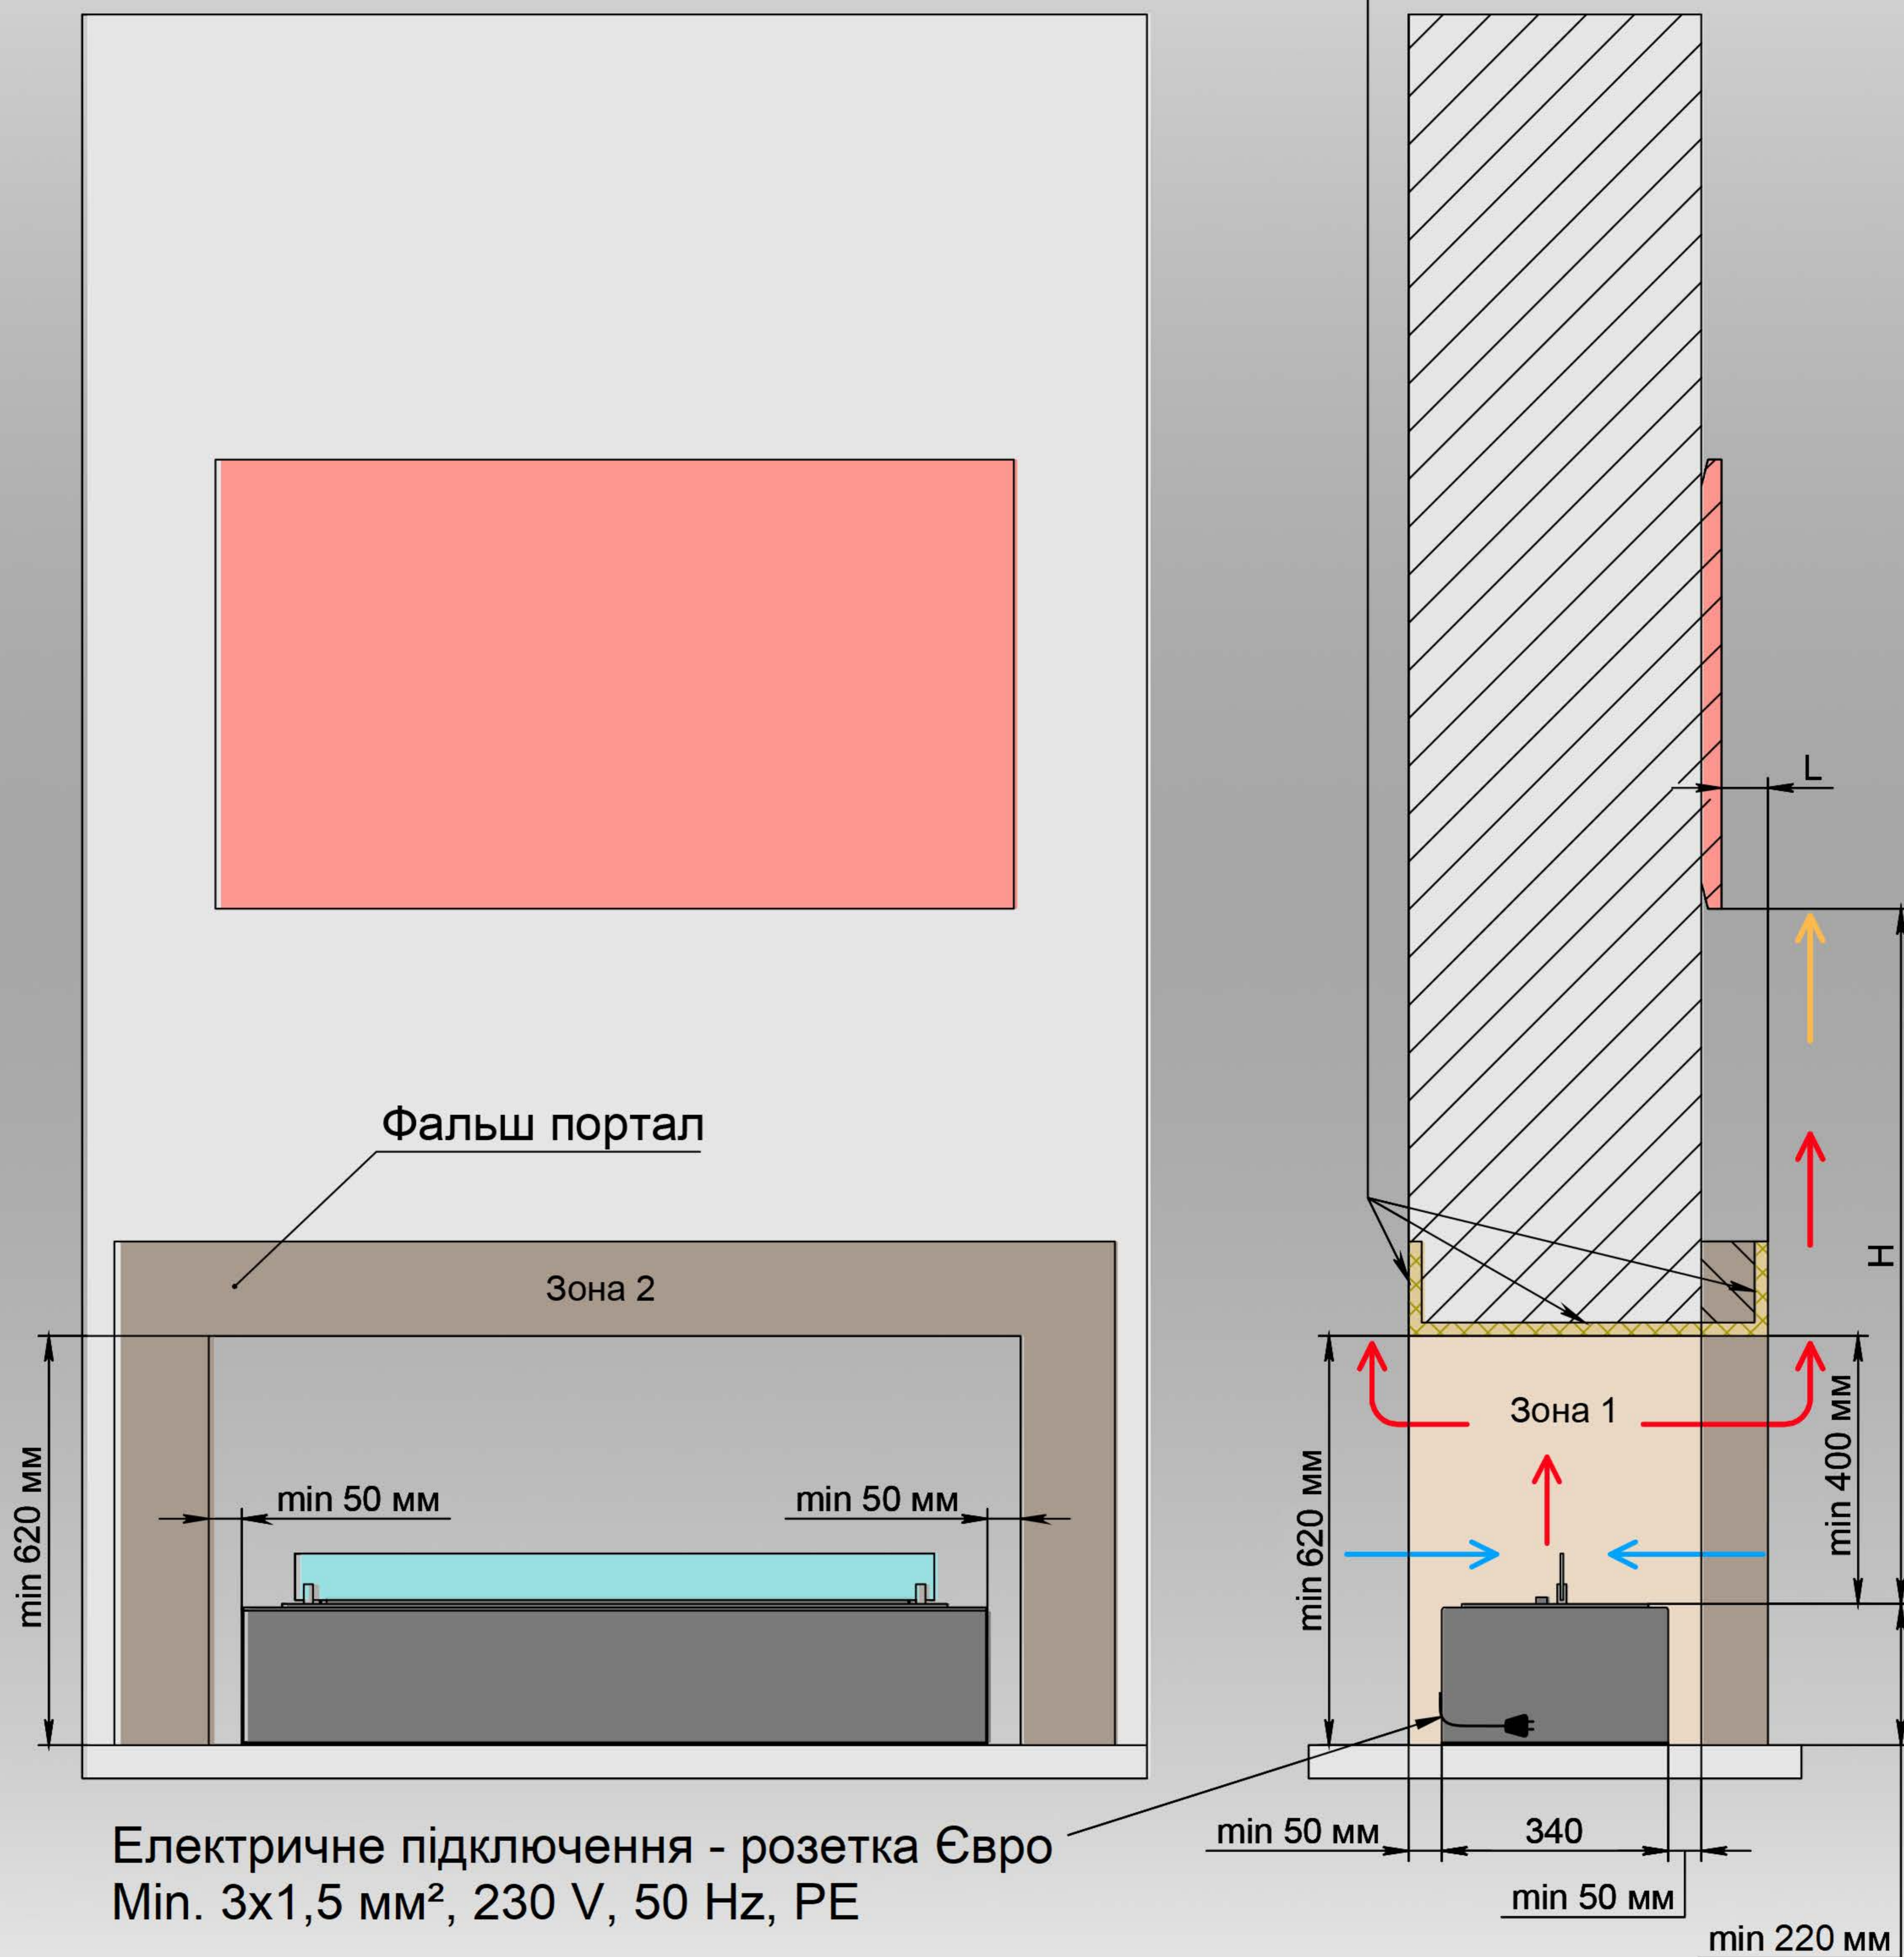 L
Фальш портал
Зона 2
H
Зона 1
min 620 мм
min 50 мм
min 50 мм
min 620 мм
min 400 мм
Електричне підключення - розетка Євро
Min. 3x1,5 мм², 230 V, 50 Hz, PE
min 50 мм
340
min 50 мм
min 220 мм